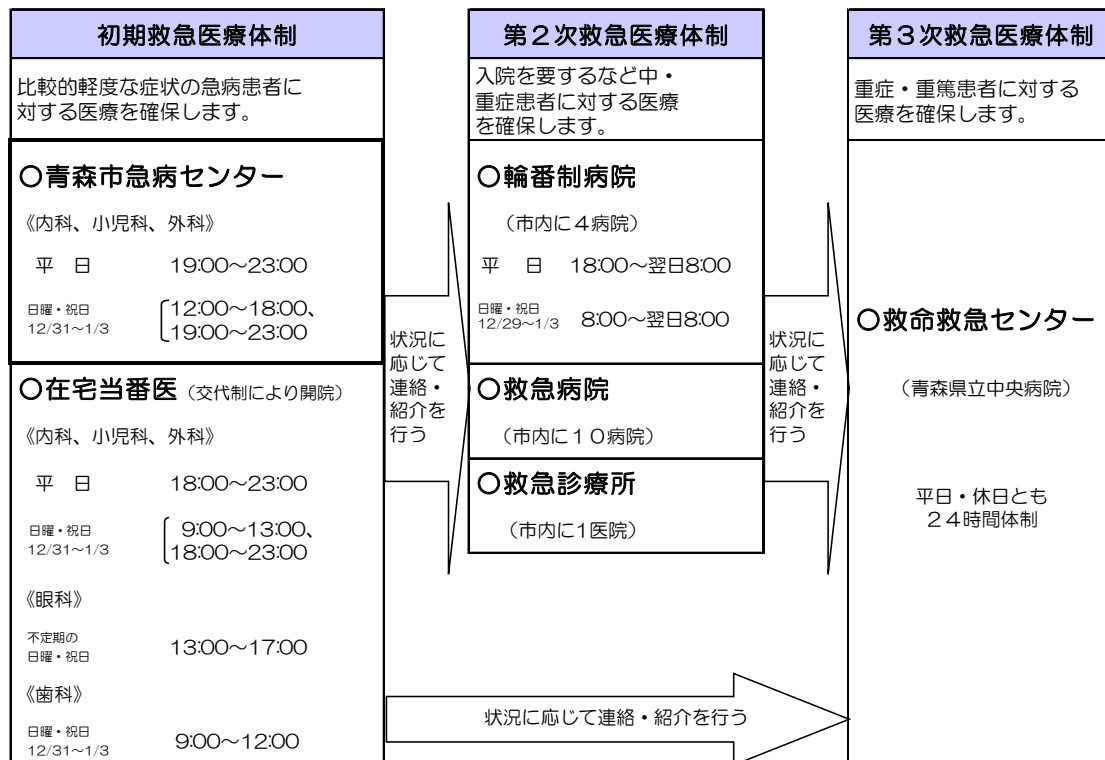 初期救急医療体制
比較的軽度な症状の急病患者に
対する医療を確保します。
○青森市急病センター
《内科、小児科、外科》
平　日　19:00～23:00
日曜・祝日
12/31～1/3
12:00～18:00、
19:00～23:00
○在宅当番医（交代制により開院）
《内科、小児科、外科》
平　日　18:00～23:00
日曜・祝日
12/31～1/3
9:00～13:00、
18:00～23:00
《眼科》
不定期の
日曜・祝日
13:00～17:00
《歯科》
日曜・祝日
12/31～1/3
9:00～12:00
状況に
応じて
連絡・
紹介を
行う
第２次救急医療体制
入院を要するなど中・
重症患者に対する医療
を確保します。
○輪番制病院
（市内に４病院）
平　日　18:00～翌日8:00
日曜・祝日
12/29～1/3
8:00～翌日8:00
○救急病院
（市内に１０病院）
○救急診療所
（市内に1医院）
状況に
応じて
連絡・
紹介を
行う
第３次救急医療体制
重症・重篤患者に対する
医療を確保します。
○救命救急センター
（青森県立中央病院）
平日・休日とも
２４時間体制
状況に応じて連絡・紹介を行う